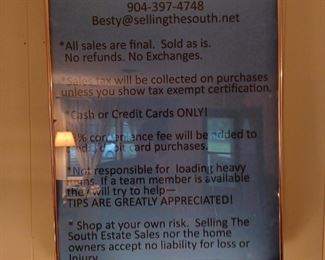 904-397-4748
Besty@sellingthesouth.net
*All sales are final. Sold as is.
No refunds. No Exchanges.
*Sales tax will be collected on purchases
unless you show tax exempt certification.
*Cash or Credit Cards ONLY!
% convenience fee will be added to
card purchases.
*Not responsible for loading heavy
items. If a team member is available
they will try to help—
TIPS ARE GREATLY APPRECIATED!
* Shop at your own risk. Selling The
South Estate Sales nor the home
owners accept no liability for loss or
Injury.